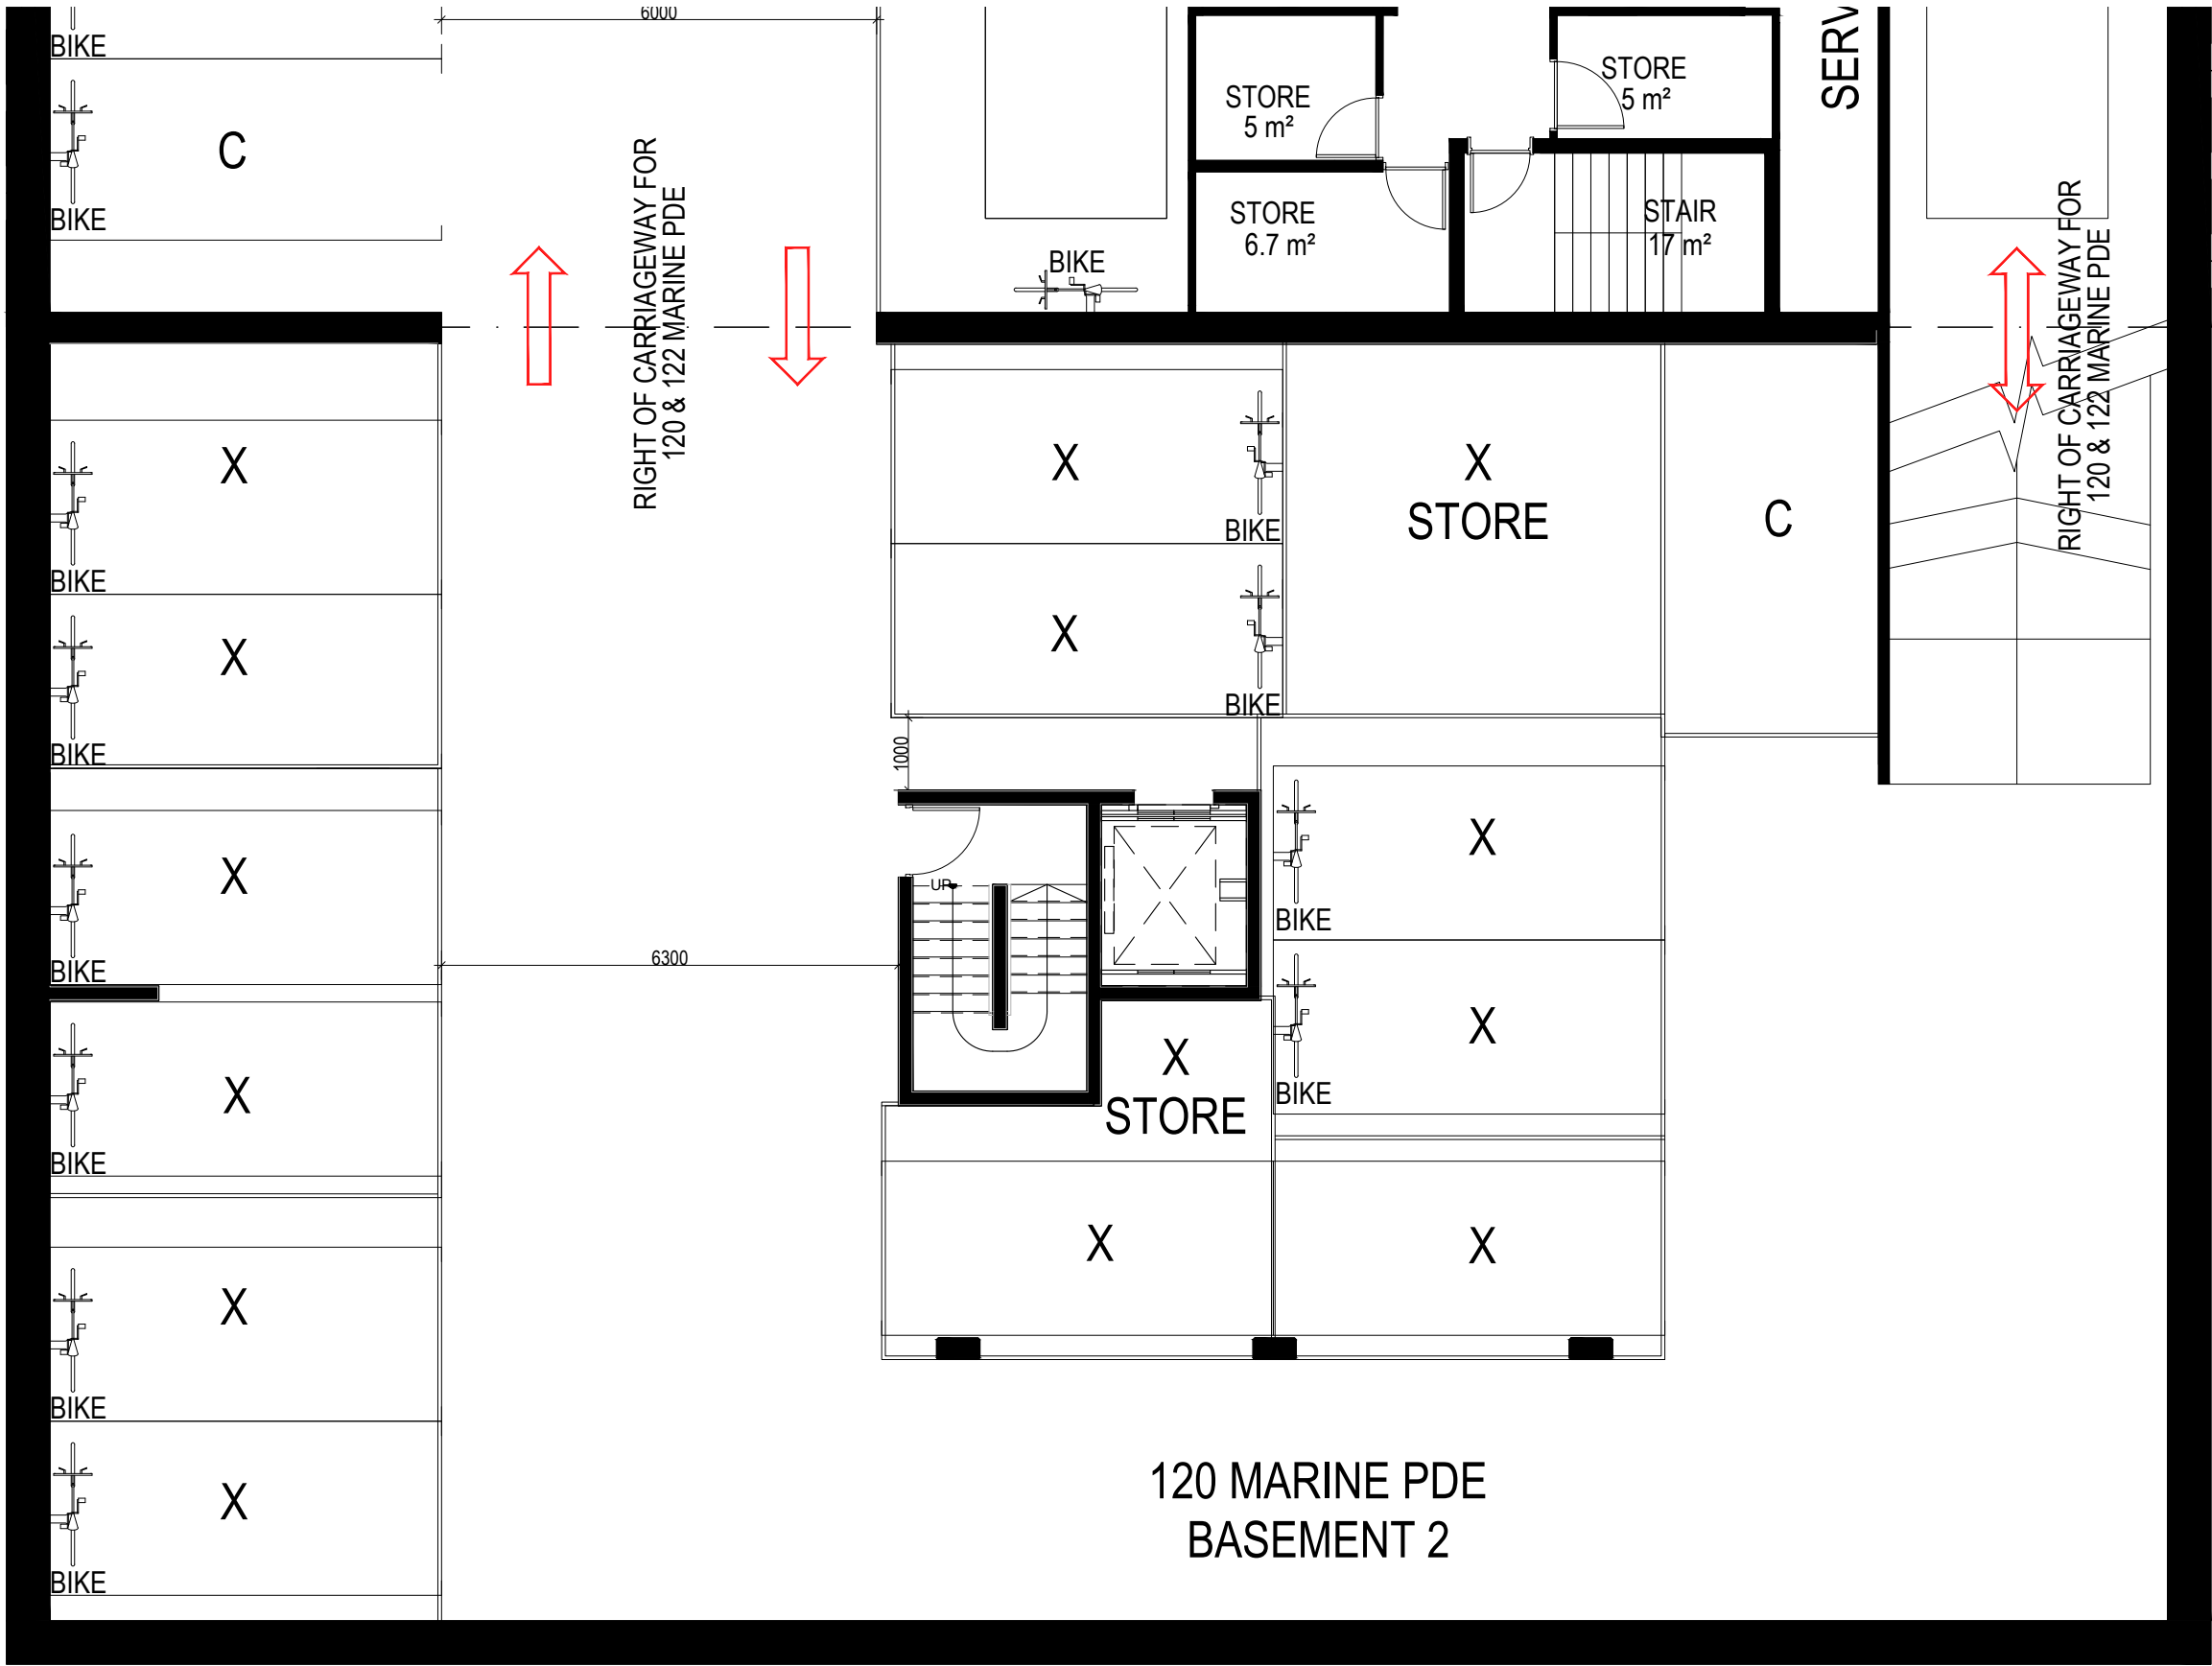 6000
BIKE
C
BIKE
RIGHT OF CARRIAGEWAY FOR
120 & 122 MARINE PDE
STORE
5 m²
STORE
5 m²
STORE
6.7 m²
STAIR
17 m²
BIKE
RIGHT OF CARRIAGEWAY FOR
120 & 122 MARINE PDE
X
BIKE
X
BIKE
X
BIKE
X
BIKE
X
STORE
C
1000
X
BIKE
UP
6300
X
BIKE
X
BIKE
X
BIKE
X
STORE
X
BIKE
X
X
X
BIKE
120 MARINE PDE
BASEMENT 2